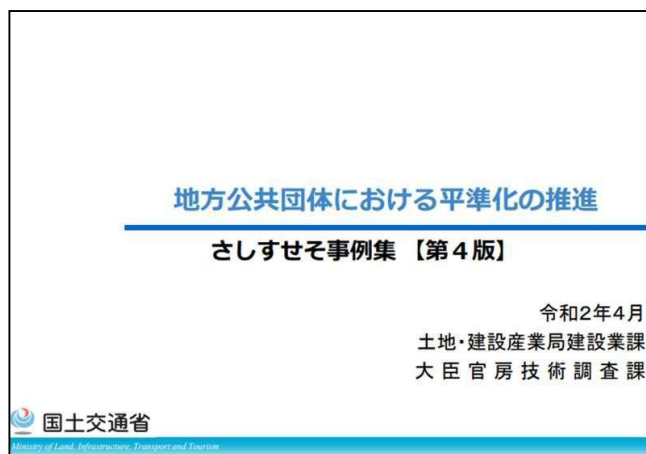 地方公共団体における平準化の推進
さしすせそ事例集 【第４版】
令和2年4月
土地・建設産業局建設業課
大臣官房技術調査課
国土交通省
Ministry of Land, Infrastructure, Transport and Tourism